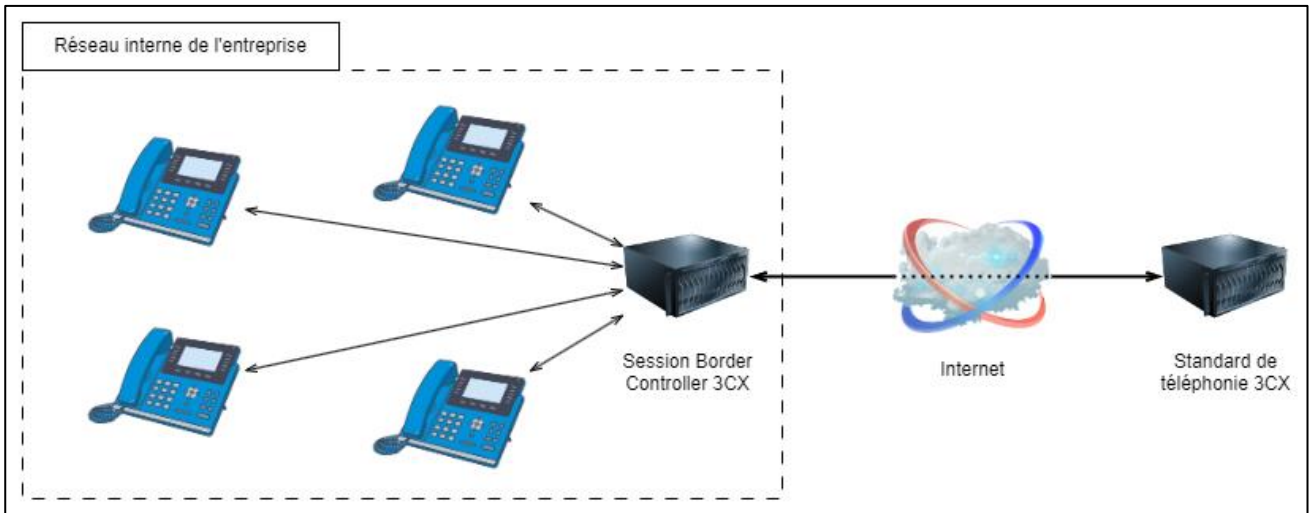 Réseau interne de l'entreprise
Session Border
Controller 3CX
Internet
Standard de
téléphonie 3CX